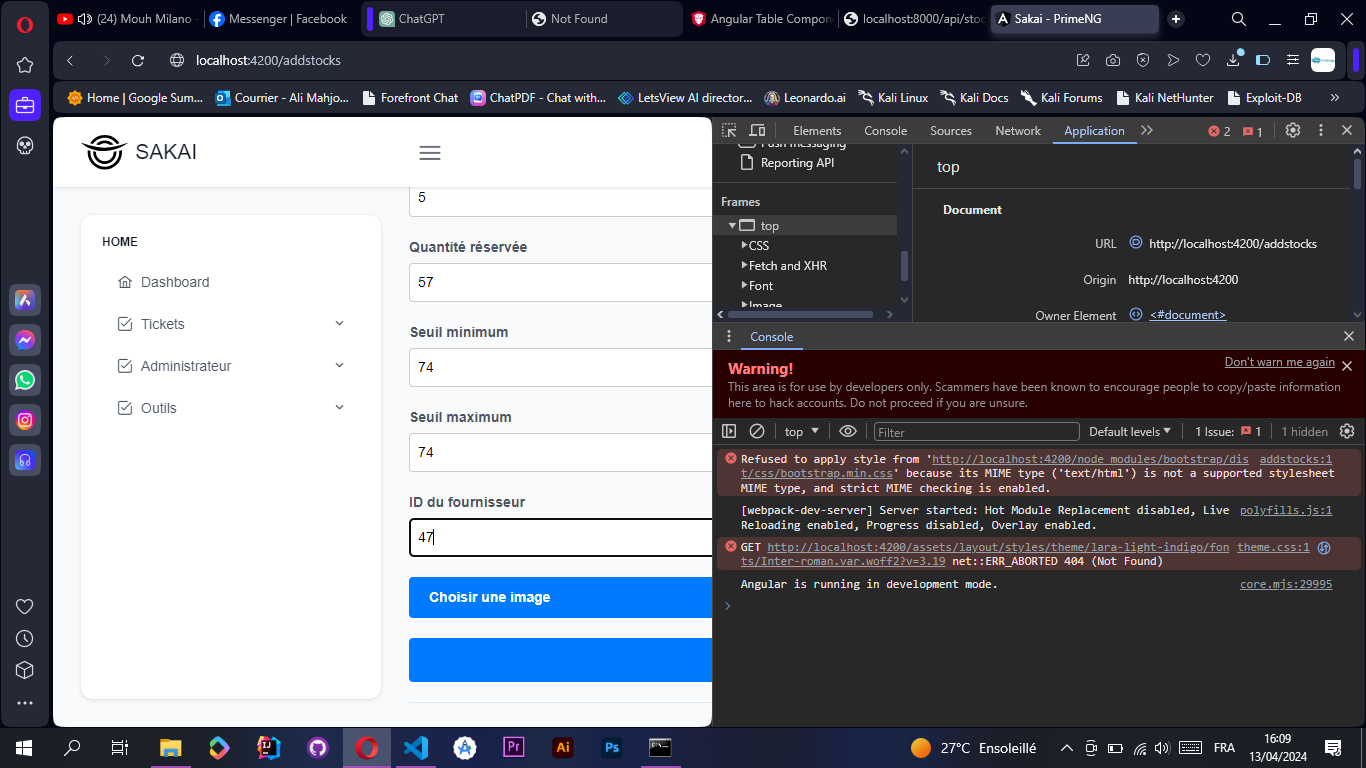 (24) Mouh Milano -
Messenger | Facebook
ChatGPT
Not Found
Angular Table Compon
localhost:8000/api/stoc
Sakai - PrimeNG
localhost:4200/addstocks
Home | Google Sum...
Courrier - Ali Mahjo...
Forefront Chat
ChatPDF - Chat with...
LetsView AI director...
Leonardo.ai
Kali Linux
Kali Docs
Kali Forums
Kali NetHunter
Exploit-DB
SAKAI
HOME
Dashboard
Tickets
Administrateur
Outils
5
Quantité réservée
57
Seuil minimum
74
Seuil maximum
74
ID du fournisseur
47
Choisir une image
Elements
Console
Sources
Network
Application
2
1
Push messaging
Reporting API
Frames
top
CSS
Fetch and XHR
Font
Image
top
Document
URL
http://localhost:4200/addstocks
Origin
http://localhost:4200
Owner Element
<#document>
Console
Warning!
Don't warn me again
This area is for use by developers only. Scammers have been known to encourage people to copy/paste information
here to hack accounts. Do not proceed if you are unsure.
top
Filter
Default levels
1 Issue:
1
1 hidden
Refused to apply style from 'http://localhost:4200/node_modules/bootstrap/dis addstocks:1
t/css/bootstrap.min.css' because its MIME type ('text/html') is not a supported stylesheet
MIME type, and strict MIME checking is enabled.
[webpack-dev-server] Server started: Hot Module Replacement disabled, Live polyfills.js:1
Reloading enabled, Progress disabled, Overlay enabled.
GET http://localhost:4200/assets/layout/styles/theme/lara-light-indigo/fon theme.css:1
ts/Inter-roman.var.woff2?v=3.19 net::ERR_ABORTED 404 (Not Found)
Angular is running in development mode. core.mjs:29995
27°C Ensoleillé
FRA
16:09
13/04/2024